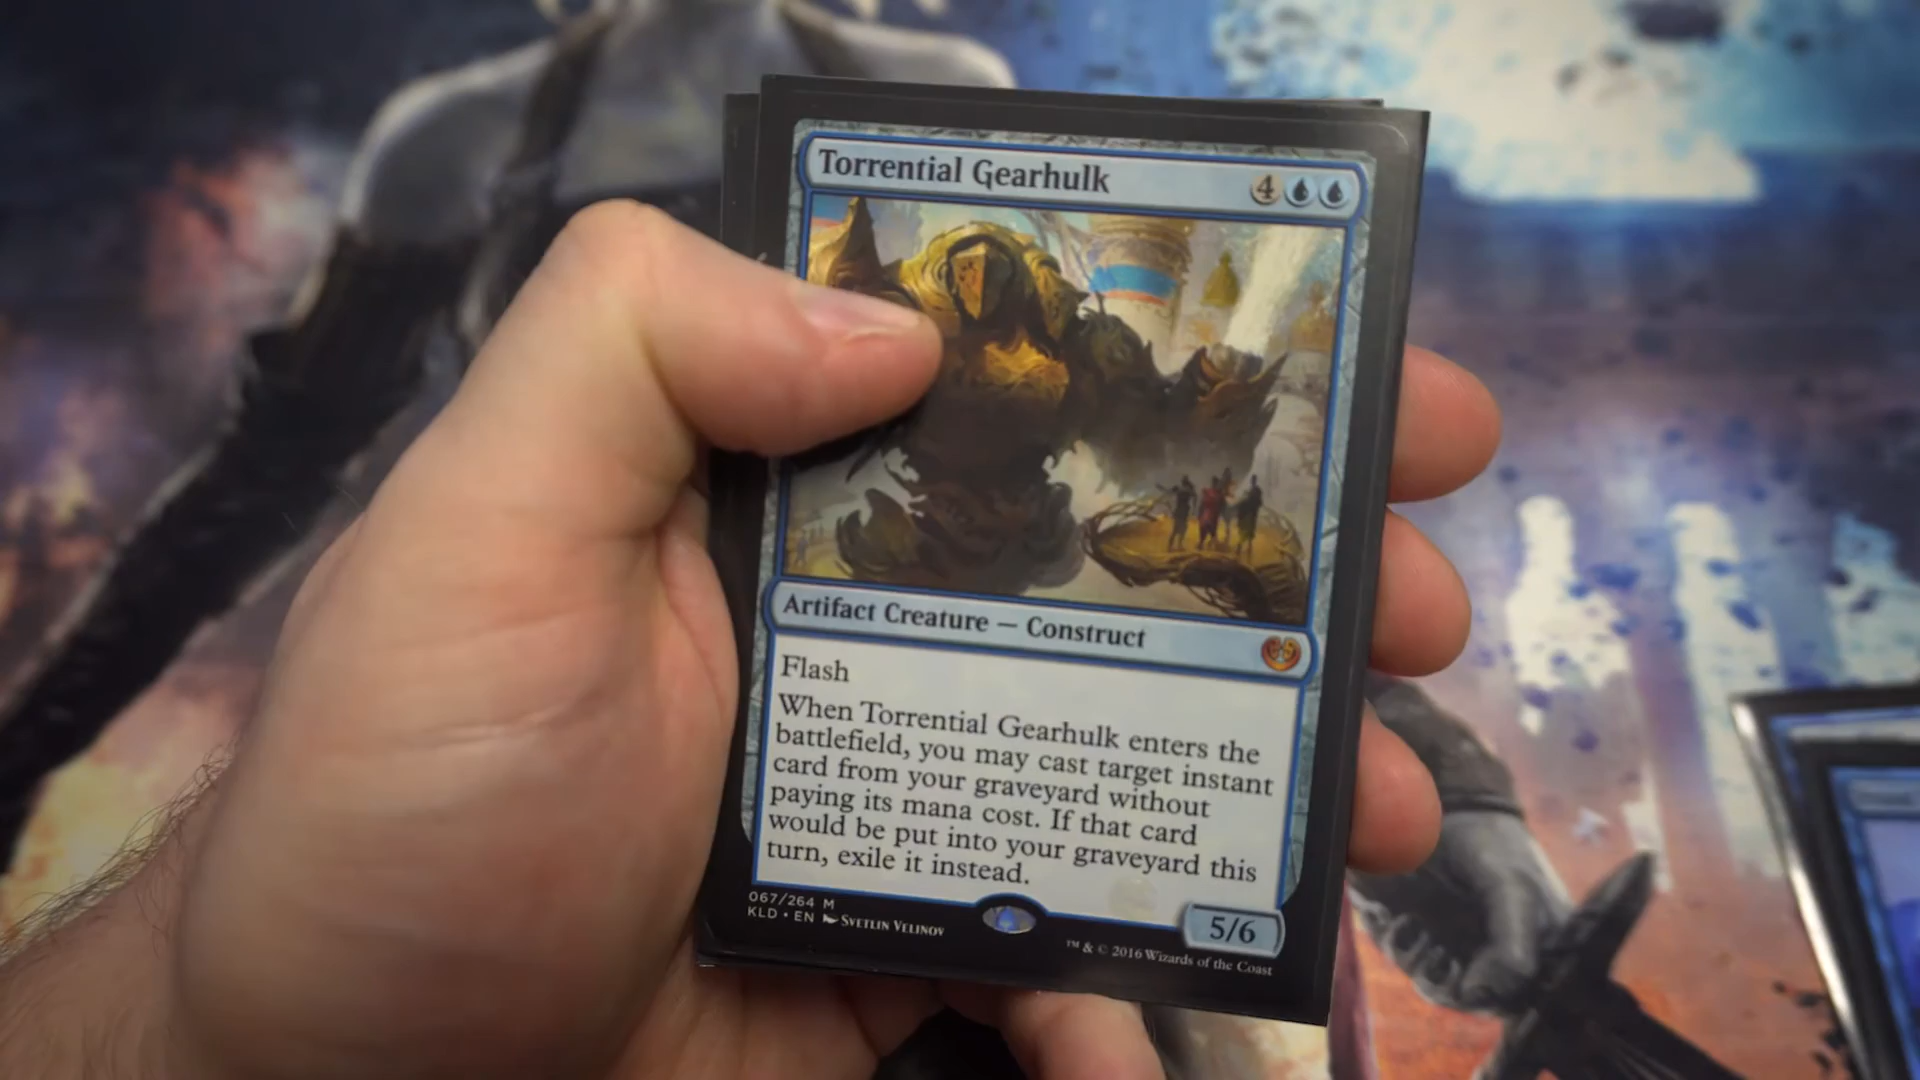 Torrential Gearhulk 4
Artifact Creature — Construct
Flash
When Torrential Gearhulk enters the
battlefield, you may cast target instant
card from your graveyard without
paying its mana cost. If that card
would be put into your graveyard this
turn, exile it instead.
067/264 M
KLD • EN Svetlin Velinov
5/6
™ & © 2016 Wizards of the Coast